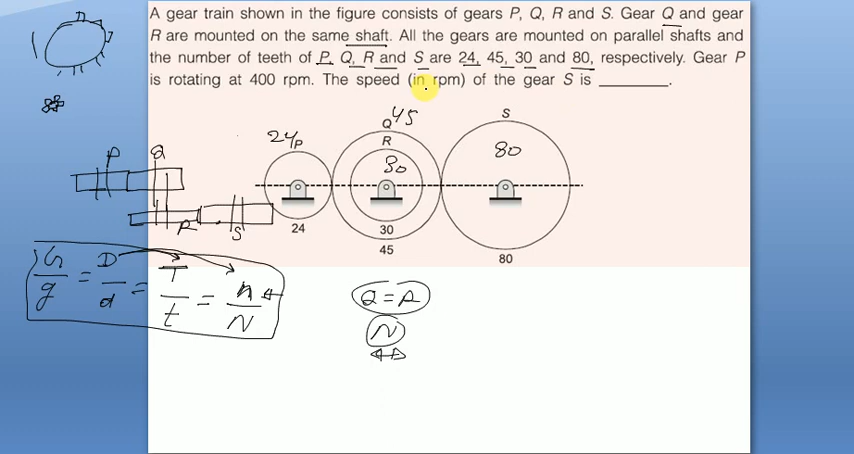 A gear train shown in the figure consists of gears P, Q, R and S. Gear Q and gear
R are mounted on the same shaft. All the gears are mounted on parallel shafts and
the number of teeth of P, Q, R and S are 24, 45, 30 and 80, respectively. Gear P
is rotating at 400 rpm. The speed (in rpm) of the gear S is ________.
24 P
Q 45
R
30
S
80
P Q
R S
24
30
45
80
G/g = D/d = T/t = n/N
Q = R
N